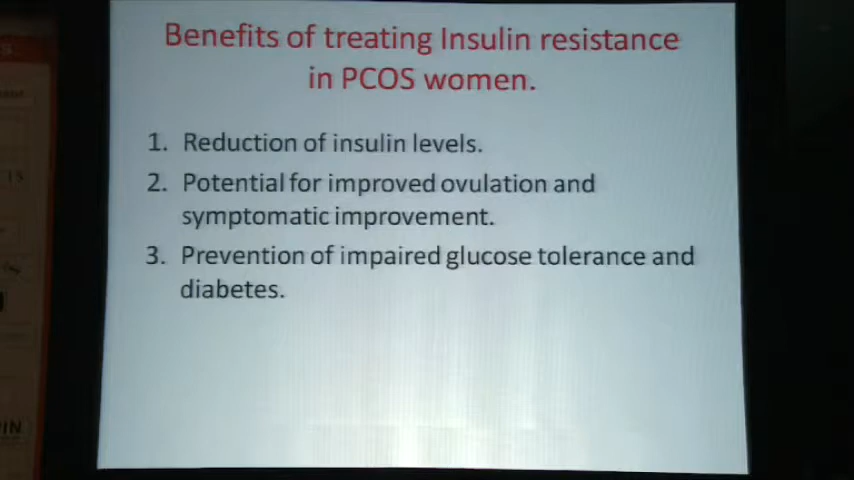 Benefits of treating Insulin resistance
in PCOS women.
1. Reduction of insulin levels.
2. Potential for improved ovulation and
symptomatic improvement.
3. Prevention of impaired glucose tolerance and
diabetes.